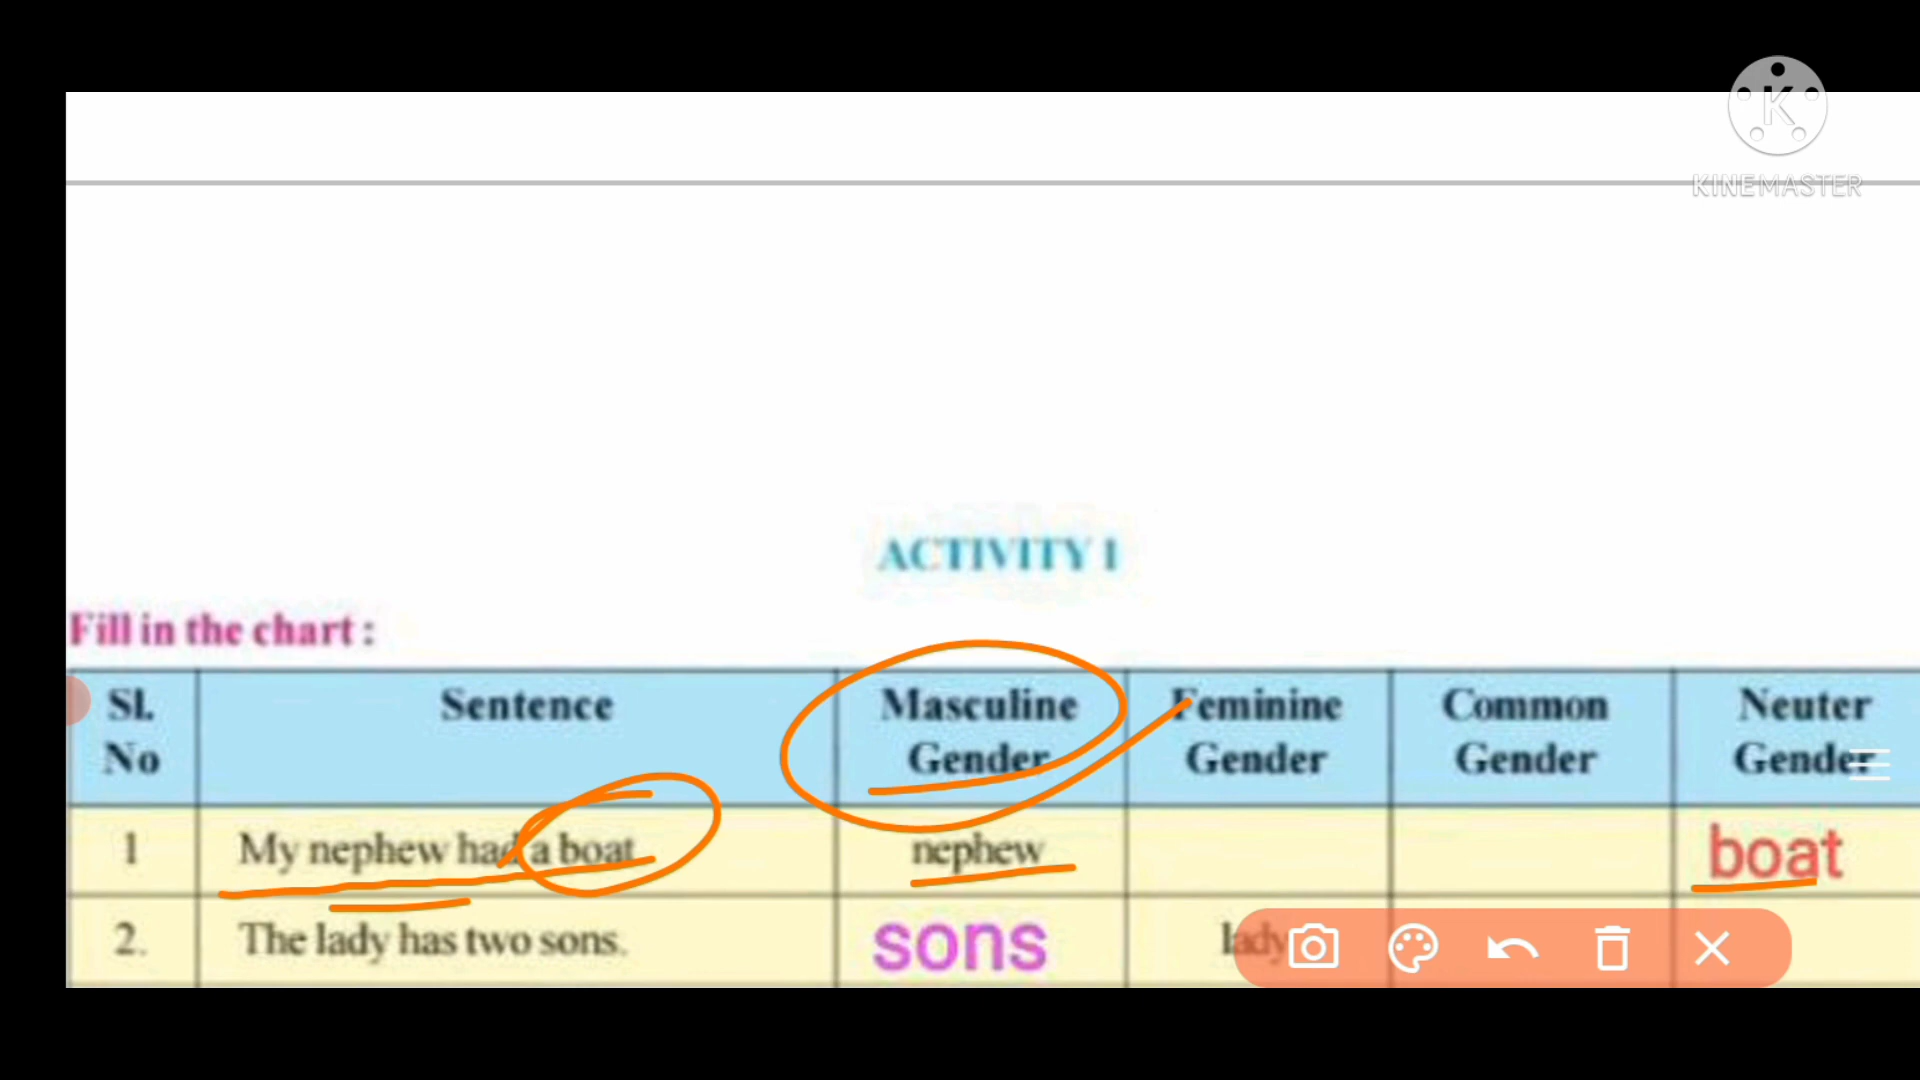 K
KINEMASTER
ACTIVITY 1
Fill in the chart :
Sl. No Sentence Masculine Gender Feminine Gender Common Gender Neuter Gender
1 My nephew had a boat nephew boat
2. The lady has two sons. sons lady